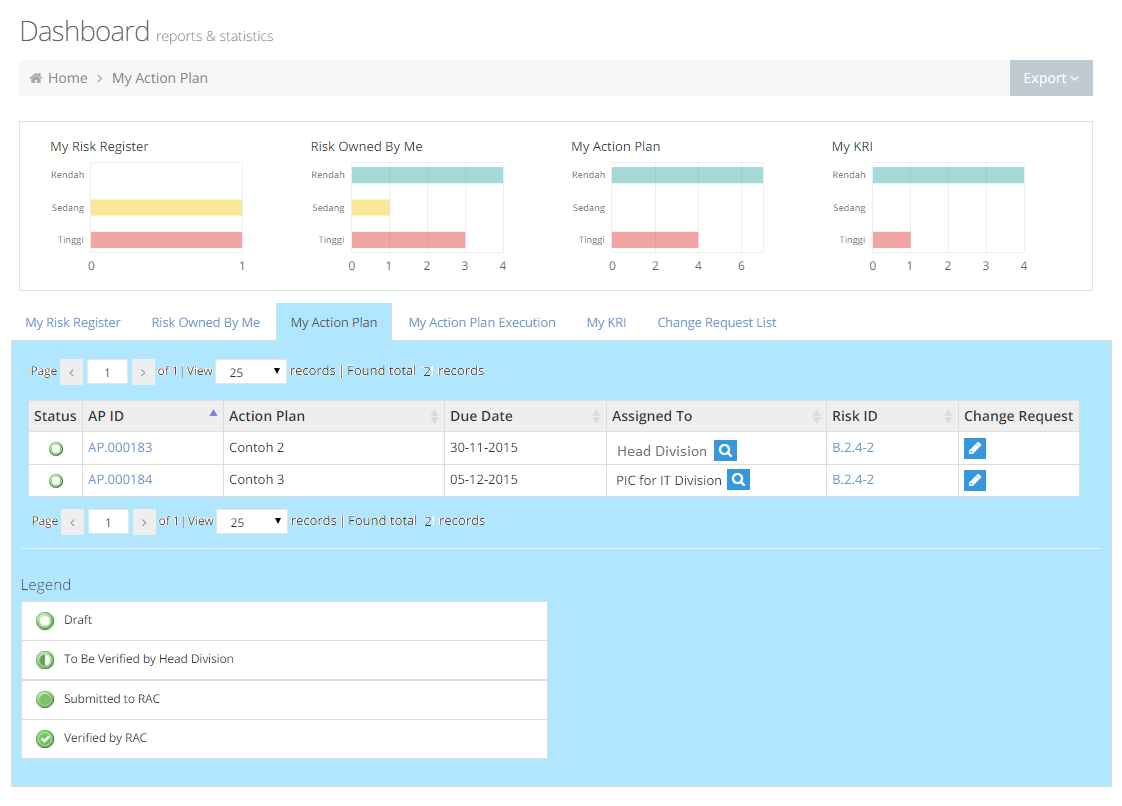 Dashboard reports & statistics
Home > My Action Plan Export
My Risk Register Risk Owned By Me My Action Plan My KRI
Rendah Rendah Rendah Rendah
Sedang Sedang Sedang Sedang
Tinggi Tinggi Tinggi Tinggi
0 1 0 1 2 3 4 0 2 4 6 0 1 2 3 4
My Risk Register Risk Owned By Me My Action Plan My Action Plan Execution My KRI Change Request List
Page < 1 > of 1 | View 25 records | Found total 2 records
Status AP ID Action Plan Due Date Assigned To Risk ID Change Request
AP.000183 Contoh 2 30-11-2015 Head Division B.2.4-2
AP.000184 Contoh 3 05-12-2015 PIC for IT Division B.2.4-2
Page < 1 > of 1 | View 25 records | Found total 2 records
Legend
Draft
To Be Verified by Head Division
Submitted to RAC
Verified by RAC